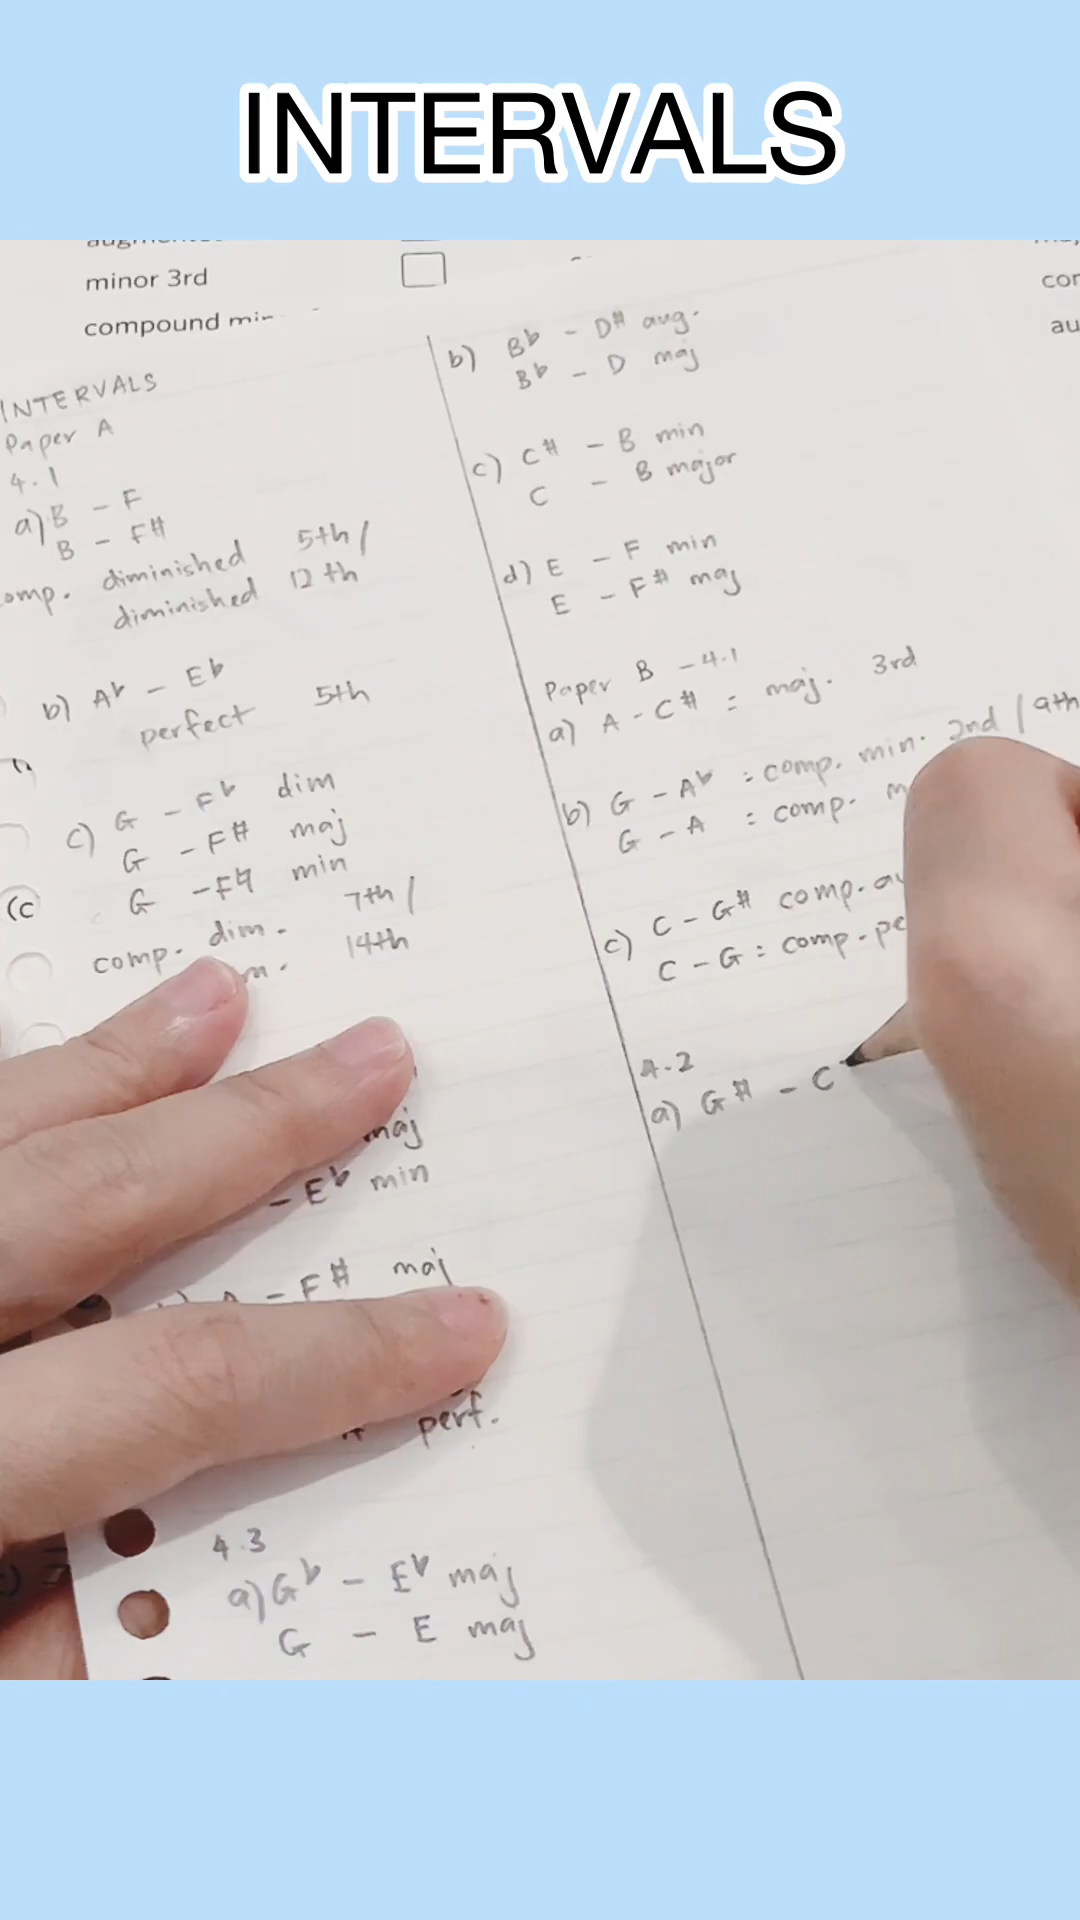 INTERVALS
minor 3rd
compound
INTERVALS
Paper A
4.1
a) B - F
B - F#
comp. diminished 5th /
diminished 12th
b) A♭ - E♭
perfect 5th
c) G - F♭ dim
G - F# maj
G - F♮ min
comp. dim. 7th /
14th
maj
- E♭ min
- F# maj
perf.
4.3
a) G♭ - E♭ maj
G - E maj
b) B♭ - D# aug.
B♭ - D maj
c) C# - B min
C - B major
d) E - F min
E - F# maj
Paper B - 4.1
a) A - C# = maj. 3rd
b) G - A♭ = comp. min. 2nd / 9th
G - A = comp.
c) C - G# comp.
C - G = comp.
4.2
a) G# - C
(c